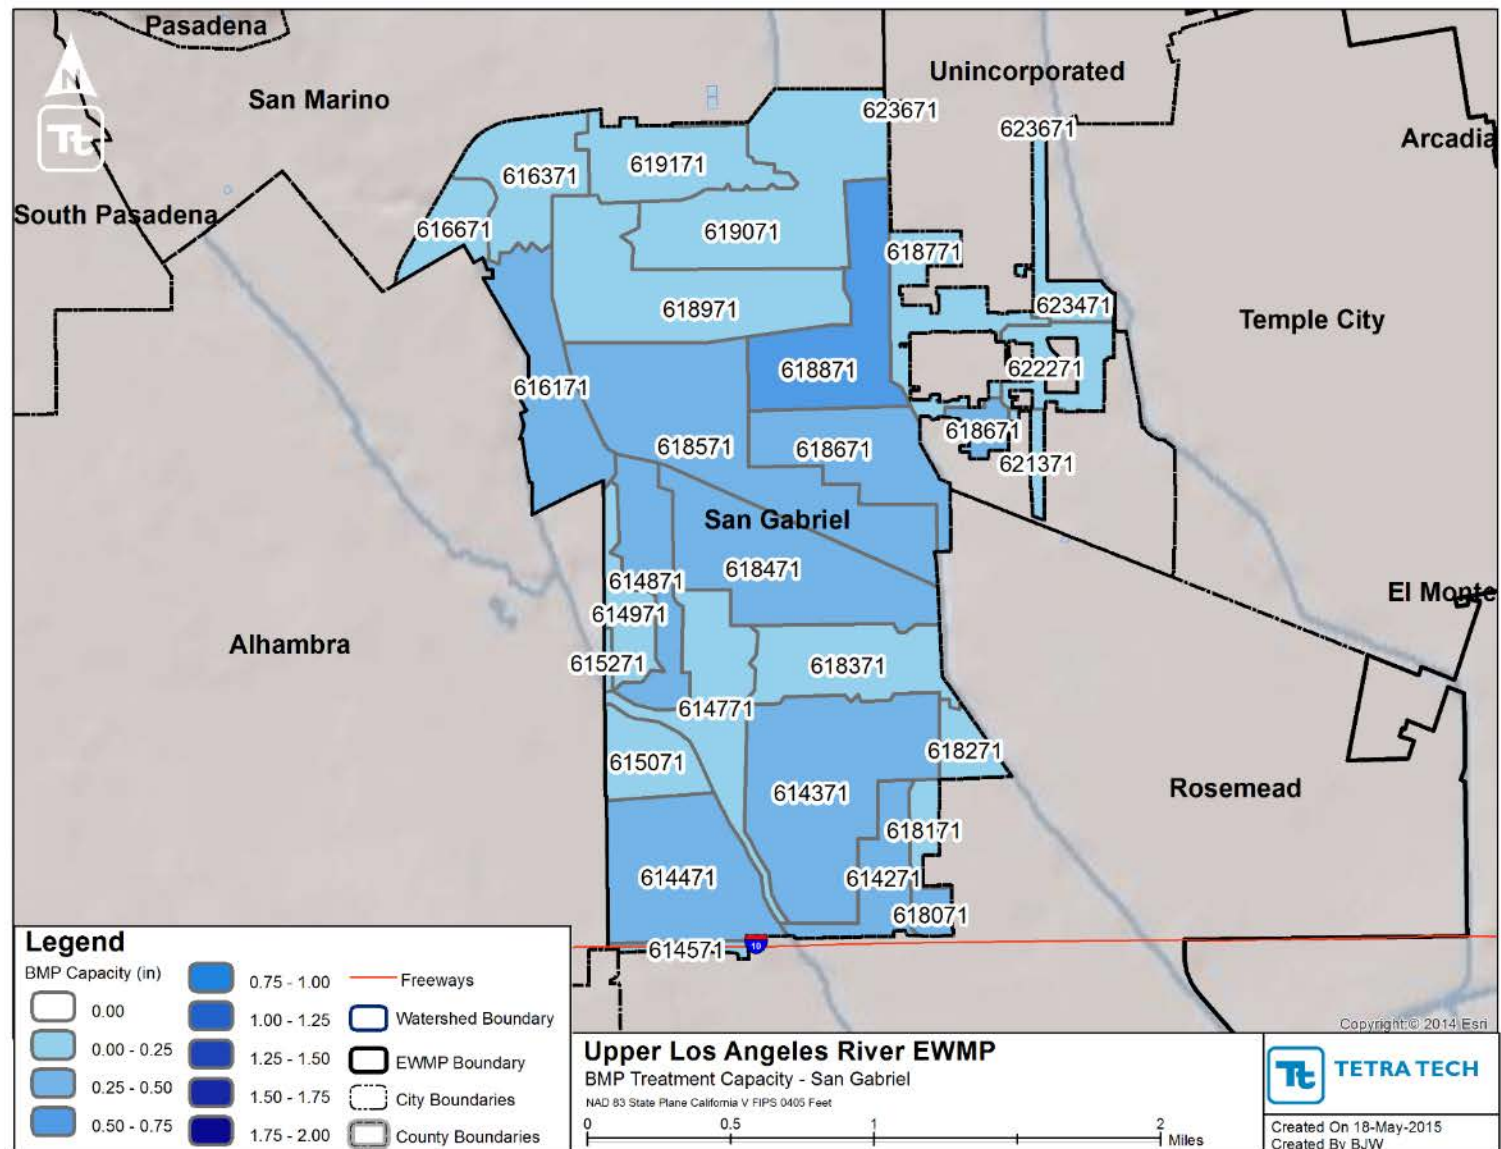 Pasadena
Unincorporated
San Marino
N
Tt
623671
623671
Arcadia
619171
616371
South Pasadena
616671
619071
618771
618971
623471
Temple City
618871
622271
616171
618571
618671
618671
621371
San Gabriel
618471
614871
614971
El Monte
Alhambra
615271
618371
614771
618271
615071
614371
Rosemead
618171
614471
614271
618071
614571
10
Copyright:© 2014 Esri
Legend
BMP Capacity (in)
0.00
0.00 - 0.25
0.25 - 0.50
0.50 - 0.75
0.75 - 1.00
1.00 - 1.25
1.25 - 1.50
1.50 - 1.75
1.75 - 2.00
Freeways
Watershed Boundary
EWMP Boundary
City Boundaries
County Boundaries
Upper Los Angeles River EWMP
BMP Treatment Capacity - San Gabriel
NAD 83 State Plane California V FIPS 0405 Feet
0 0.5 1 2
Miles
Tt TETRA TECH
Created On 18-May-2015
Created By BJW